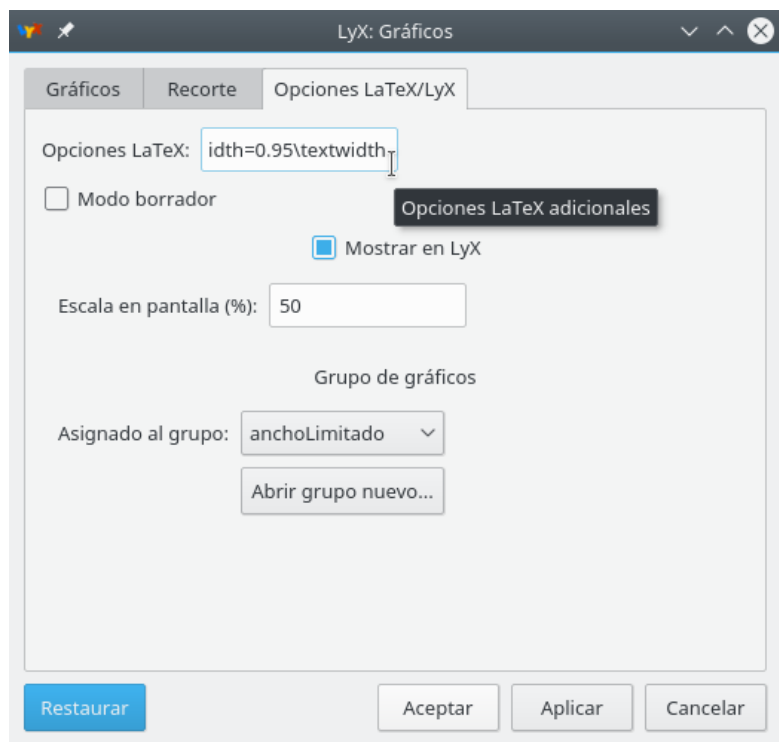 LyX: Gráficos
Gráficos Recorte Opciones LaTeX/LyX
Opciones LaTeX: idth=0.95\textwidth
Modo borrador
Opciones LaTeX adicionales
Mostrar en LyX
Escala en pantalla (%): 50
Grupo de gráficos
Asignado al grupo: anchoLimitado
Abrir grupo nuevo...
Restaurar Aceptar Aplicar Cancelar